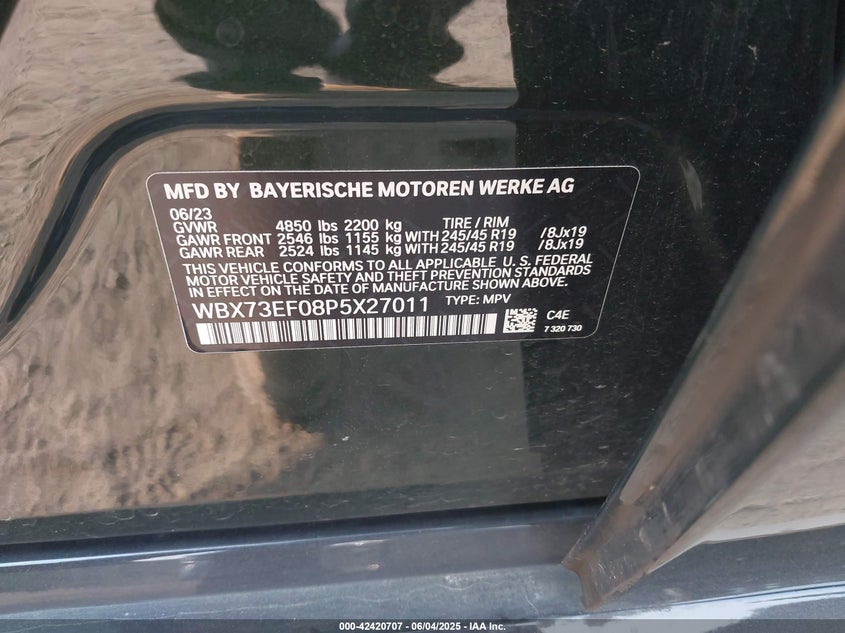 MFD BY BAYERISCHE MOTOREN WERKE AG
06/23
GVWR 4850 lbs 2200 kg TIRE / RIM
GAWR FRONT 2546 lbs 1155 kg WITH 245/45 R19 /8Jx19
GAWR REAR 2524 lbs 1145 kg WITH 245/45 R19 /8Jx19
THIS VEHICLE CONFORMS TO ALL APPLICABLE U. S. FEDERAL
MOTOR VEHICLE SAFETY AND THEFT PREVENTION STANDARDS
IN EFFECT ON THE DATE OF MANUFACTURE SHOWN ABOVE.
WBX73EF08P5X27011 TYPE: MPV
C4E
7 320 730
000-42420707 - 06/04/2025 - IAA Inc.